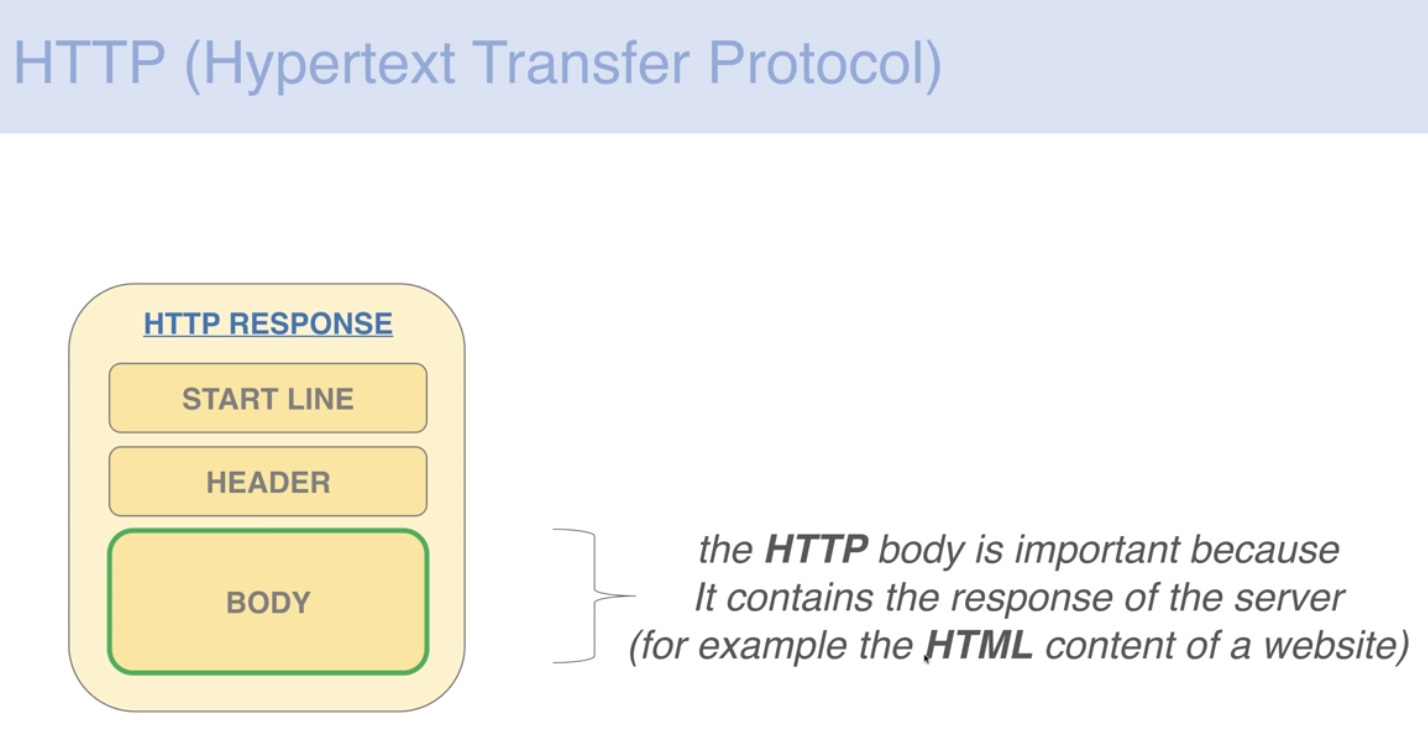 HTTP (Hypertext Transfer Protocol)
HTTP RESPONSE
START LINE
HEADER
BODY
the HTTP body is important because
It contains the response of the server
(for example the HTML content of a website)